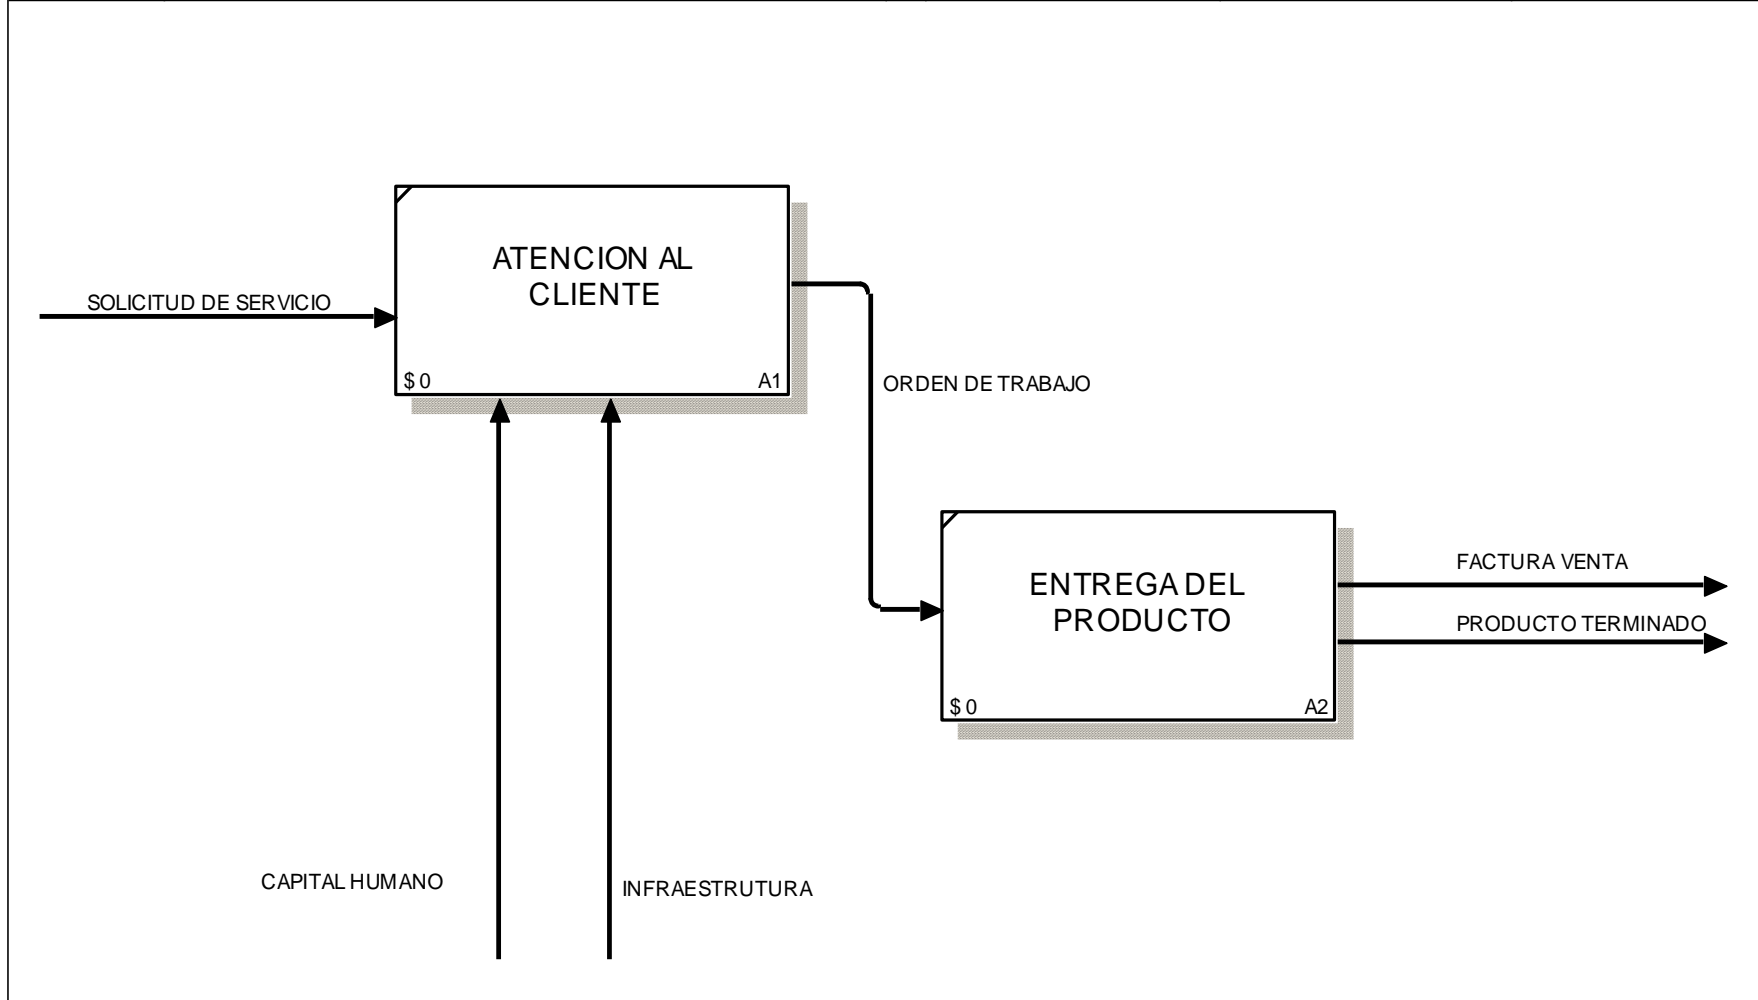 ATENCION AL
CLIENTE
SOLICITUD DE SERVICIO
$ 0
A1
ORDEN DE TRABAJO
ENTREGA DEL
PRODUCTO
FACTURA VENTA
PRODUCTO TERMINADO
$ 0
A2
CAPITAL HUMANO
INFRAESTRUTURA